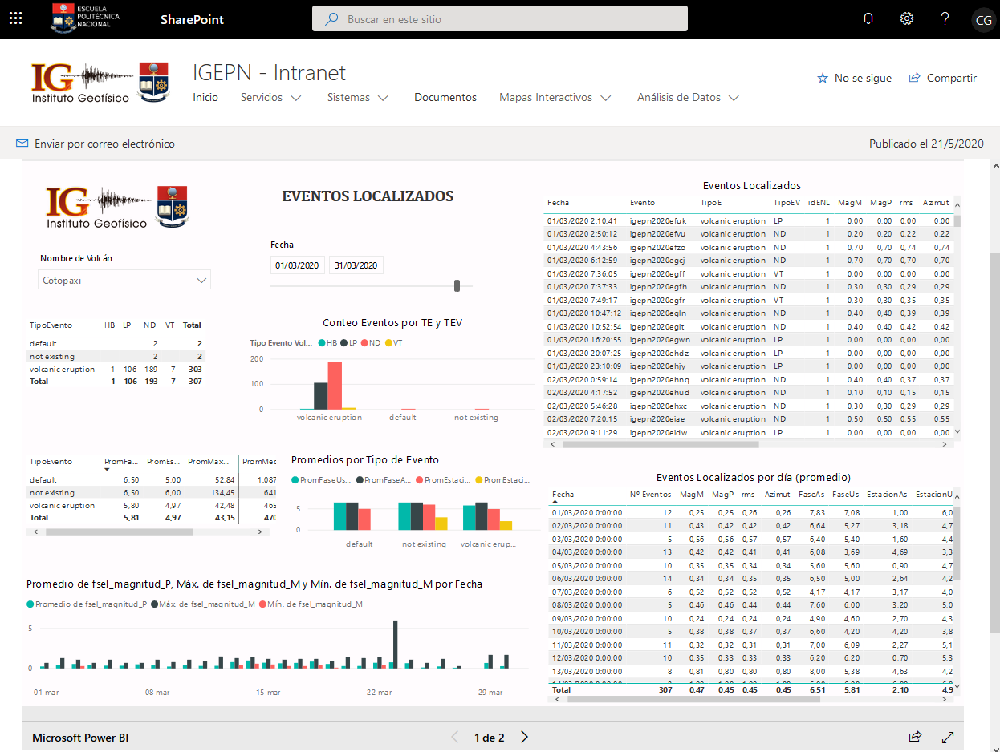 ESCUELA
POLITÉCNICA
NACIONAL
SharePoint
Buscar en este sitio
CG
IG
Instituto Geofísico
IGEPN - Intranet
Inicio Servicios Sistemas Documentos Mapas Interactivos Análisis de Datos
No se sigue Compartir
Enviar por correo electrónico
Publicado el 21/5/2020
IG
Instituto Geofísico
EVENTOS LOCALIZADOS
Nombre de Volcán
Cotopaxi
Fecha
01/03/2020 31/03/2020
TipoEvento HB LP ND VT Total
default 2 2
not existing 2 2
volcanic eruption 1 106 189 7 303
Total 1 106 193 7 307
Conteo Eventos por TE y TEV
Tipo Evento Vol... HB LP ND VT
200
100
0
volcanic eruption default not existing
TipoEvento PromFa... PromEs... PromMax... PromMec
default 6,50 5,00 52,84 1.087
not existing 6,50 6,00 134,45 641
volcanic eruption 5,80 4,97 42,48 465
Total 5,81 4,97 43,15 470
Promedios por Tipo de Evento
PromFaseUs... PromFaseA... PromEstaci... PromEstaci...
5
0
default not existing volcanic erup...
Promedio de fsel_magnitud_P, Máx. de fsel_magnitud_M y Mín. de fsel_magnitud_M por Fecha
Promedio de fsel_magnitud_P Máx. de fsel_magnitud_M Mín. de fsel_magnitud_M
5
0
01 mar 08 mar 15 mar 22 mar 29 mar
Eventos Localizados
Fecha Evento TipoE TipoEV idENL MagM MagP rms Azimut
01/03/2020 2:10:41 igepn2020efuk volcanic eruption LP 1 0,00 0,00 0,00 0,00
01/03/2020 2:50:12 igepn2020efvu volcanic eruption ND 1 0,20 0,20 0,22 0,22
01/03/2020 4:43:56 igepn2020efzo volcanic eruption ND 1 0,70 0,70 0,74 0,74
01/03/2020 6:12:59 igepn2020egcj volcanic eruption ND 1 0,70 0,70 0,70 0,70
01/03/2020 7:36:05 igepn2020egff volcanic eruption VT 1 0,00 0,00 0,00 0,00
01/03/2020 7:37:33 igepn2020egfh volcanic eruption ND 1 0,30 0,30 0,29 0,29
01/03/2020 7:49:17 igepn2020egfr volcanic eruption VT 1 0,30 0,30 0,35 0,35
01/03/2020 10:47:12 igepn2020egln volcanic eruption ND 1 0,40 0,40 0,39 0,39
01/03/2020 10:52:54 igepn2020eglt volcanic eruption ND 1 0,40 0,40 0,42 0,42
01/03/2020 16:20:55 igepn2020egwn volcanic eruption LP 1 0,00 0,00 0,00 0,00
01/03/2020 20:07:25 igepn2020ehdz volcanic eruption LP 1 0,00 0,00 0,00 0,00
01/03/2020 23:10:09 igepn2020ehjy volcanic eruption LP 1 0,00 0,00 0,00 0,00
02/03/2020 0:59:14 igepn2020ehnq volcanic eruption ND 1 0,40 0,40 0,37 0,37
02/03/2020 4:17:52 igepn2020ehud volcanic eruption ND 1 0,10 0,10 0,15 0,15
02/03/2020 5:46:28 igepn2020ehxc volcanic eruption ND 1 0,30 0,30 0,29 0,29
02/03/2020 7:20:15 igepn2020eiae volcanic eruption ND 1 0,50 0,50 0,55 0,55
02/03/2020 9:11:29 igepn2020eidw volcanic eruption LP 1 0,00 0,00 0,00 0,00
Eventos Localizados por día (promedio)
Fecha Nº Eventos MagM MagP rms Azimut FaseAs FaseUs EstacionAs EstacionU
01/03/2020 0:00:00 12 0,25 0,25 0,26 0,26 7,83 7,08 1,00 6,0
02/03/2020 0:00:00 11 0,43 0,42 0,42 0,42 6,64 5,27 3,18 4,7
03/03/2020 0:00:00 5 0,56 0,56 0,57 0,57 6,40 5,40 1,60 4,4
04/03/2020 0:00:00 13 0,42 0,42 0,41 0,41 6,08 3,69 4,69 3,3
05/03/2020 0:00:00 10 0,35 0,35 0,34 0,34 5,60 5,60 0,90 4,7
06/03/2020 0:00:00 14 0,34 0,34 0,35 0,35 6,50 5,00 2,64 4,2
07/03/2020 0:00:00 6 0,52 0,52 0,52 0,52 4,17 4,17 3,17 4,0
08/03/2020 0:00:00 5 0,46 0,46 0,44 0,44 7,60 6,00 3,20 5,0
09/03/2020 0:00:00 10 0,24 0,24 0,24 0,24 4,90 4,60 2,70 4,3
10/03/2020 0:00:00 5 0,38 0,38 0,37 0,37 6,60 4,20 4,20 3,8
11/03/2020 0:00:00 11 0,32 0,32 0,31 0,31 7,00 6,09 2,27 5,1
12/03/2020 0:00:00 10 0,35 0,33 0,33 0,33 6,20 6,20 0,70 5,3
13/03/2020 0:00:00 8 0,81 0,80 0,80 0,80 8,00 5,38 4,63 4,2
Total 307 0,47 0,45 0,45 0,45 6,51 5,81 2,10 4,9
Microsoft Power BI
1 de 2